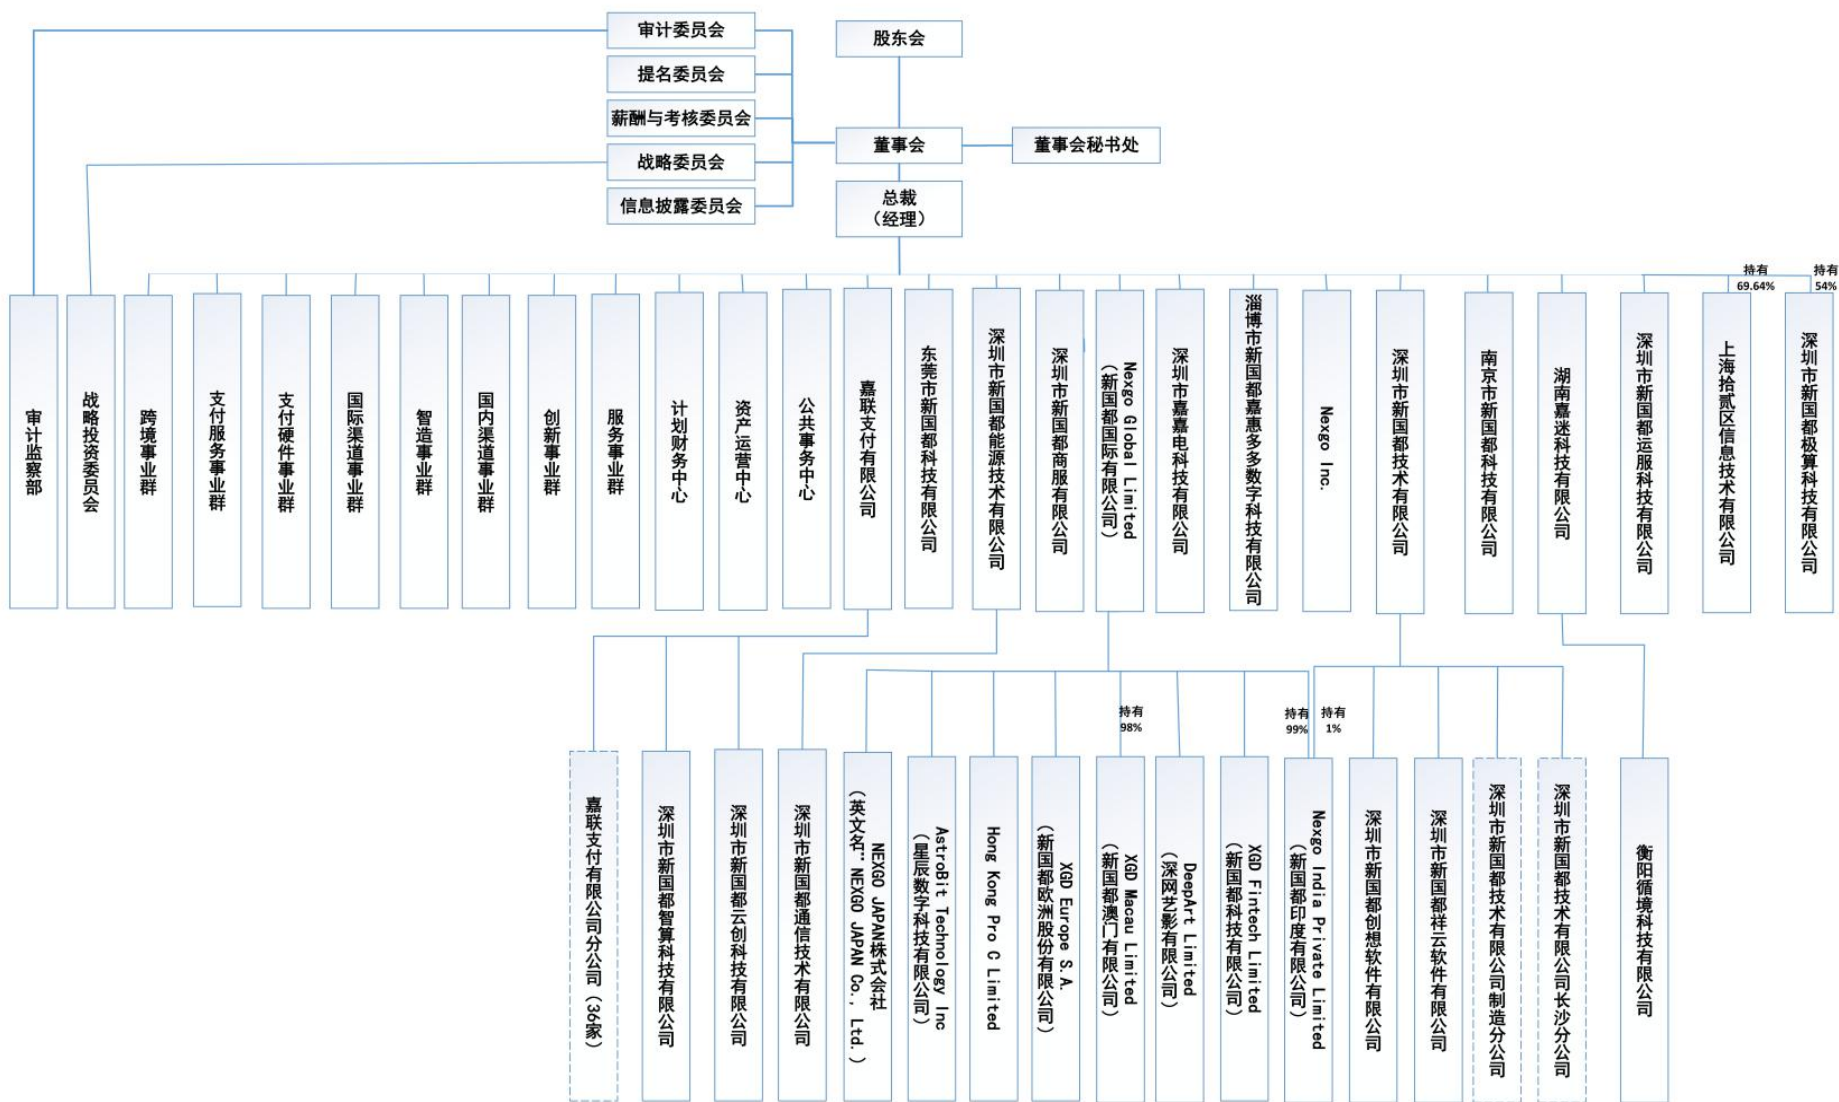 审计委员会
股东会
提名委员会
薪酬与考核委员会
董事会
董事会秘书处
战略委员会
总裁
（经理）
信息披露委员会
持有
69.64%
持有
54%
审计监察部
战略投资委员会
跨境事业群
支付服务事业群
支付硬件事业群
国际渠道事业群
智造事业群
国内渠道事业群
创新事业群
服务事业群
计划财务中心
资产运营中心
公共事务中心
嘉联支付有限公司
东莞市新国都科技有限公司
深圳市新国都能源技术有限公司
深圳市新国都商服有限公司
Nexgo Global Limited
（新国都国际有限公司）
深圳市嘉嘉电科技有限公司
淄博市新国都嘉惠多多数字科技有限公司
Nexgo Inc.
深圳市新国都技术有限公司
南京市新国都科技有限公司
湖南嘉迷科技有限公司
深圳市新国都运服科技有限公司
上海拾贰区信息技术有限公司
深圳市新国都极算科技有限公司
持有
98%
持有
99%
持有
1%
嘉联支付有限公司分公司（36家）
深圳市新国都智算科技有限公司
深圳市新国都云创科技有限公司
深圳市新国都通信技术有限公司
NEXGO JAPAN株式会社
（英文名：NEXGO JAPAN Co., Ltd.）
AstroBit Technology Inc
（星辰数字科技有限公司）
Hong Kong Pro C Limited
XGD Europe S.A.
（新国都欧洲股份有限公司）
XGD Macau Limited
（新国都澳门有限公司）
DeepArt Limited
（深网艺影有限公司）
XGD Fintech Limited
（新国都科技有限公司）
Nexgo India Private Limited
（新国都印度有限公司）
深圳市新国都创想软件有限公司
深圳市新国都祥云软件有限公司
深圳市新国都技术有限公司制造分公司
深圳市新国都技术有限公司长沙分公司
衡阳循境科技有限公司